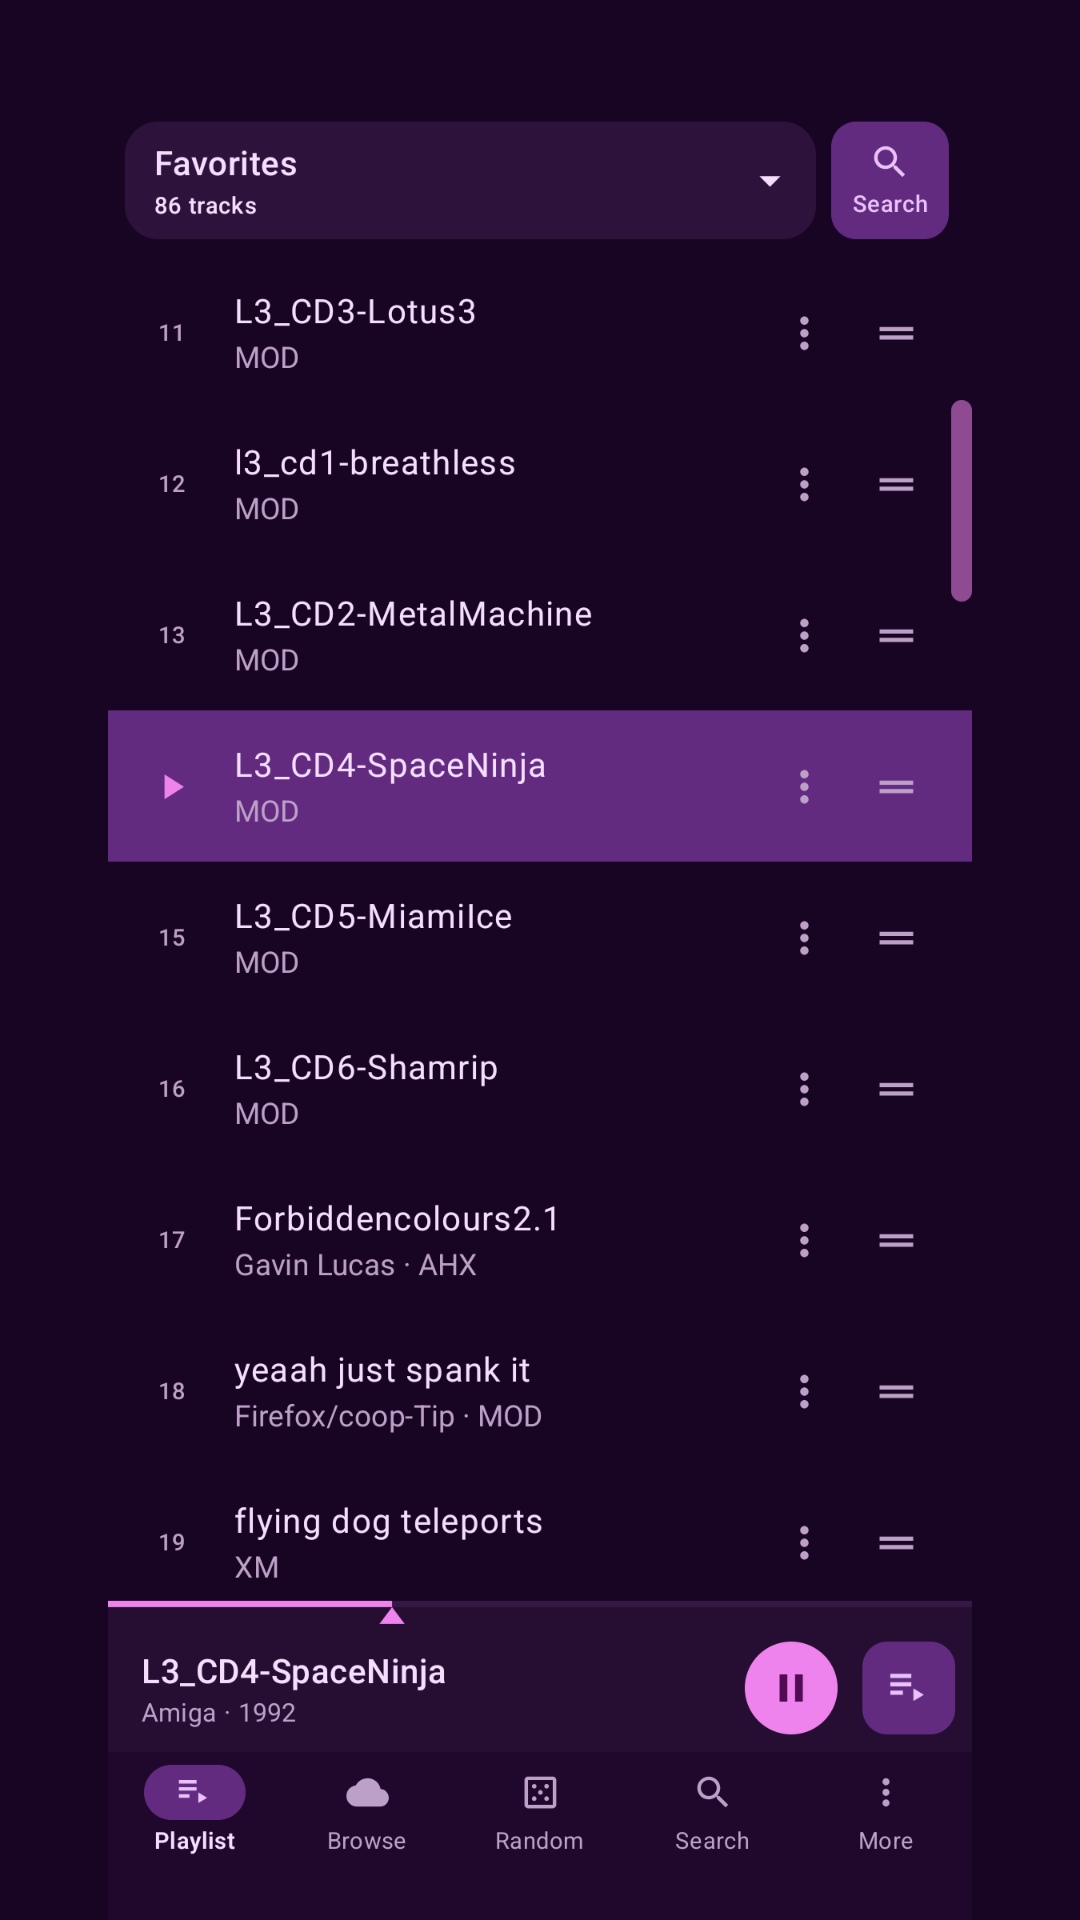 Favorites
86 tracks
Search
11
L3_CD3-Lotus3
MOD
12
l3_cd1-breathless
MOD
13
L3_CD2-MetalMachine
MOD
L3_CD4-SpaceNinja
MOD
15
L3_CD5-MiamiIce
MOD
16
L3_CD6-Shamrip
MOD
17
Forbiddencolours2.1
Gavin Lucas · AHX
18
yeaah just spank it
Firefox/coop-Tip · MOD
19
flying dog teleports
XM
L3_CD4-SpaceNinja
Amiga · 1992
Playlist
Browse
Random
Search
More